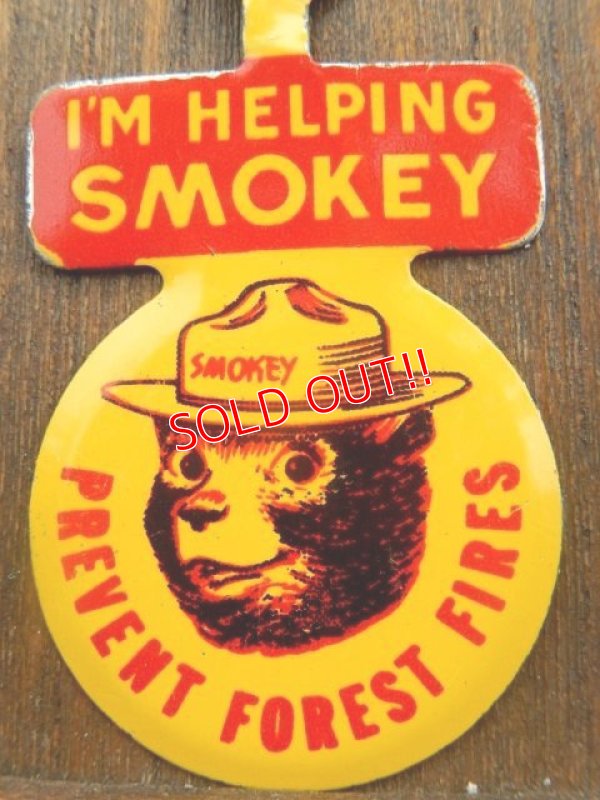 I'M HELPING
SMOKEY
SMOKEY
SOLD OUT!!
PREVENT FOREST FIRES